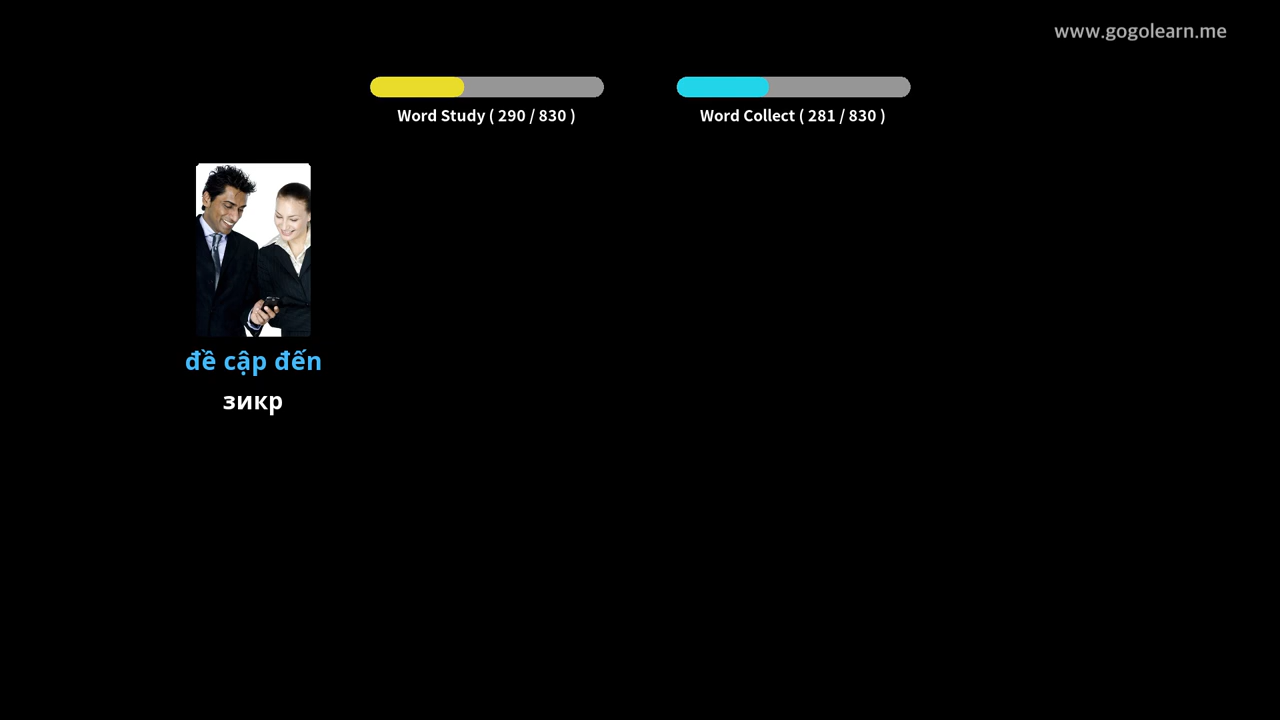 www.gogolearn.me
Word Study ( 290 / 830 )
Word Collect ( 281 / 830 )
đề cập đến
зикр